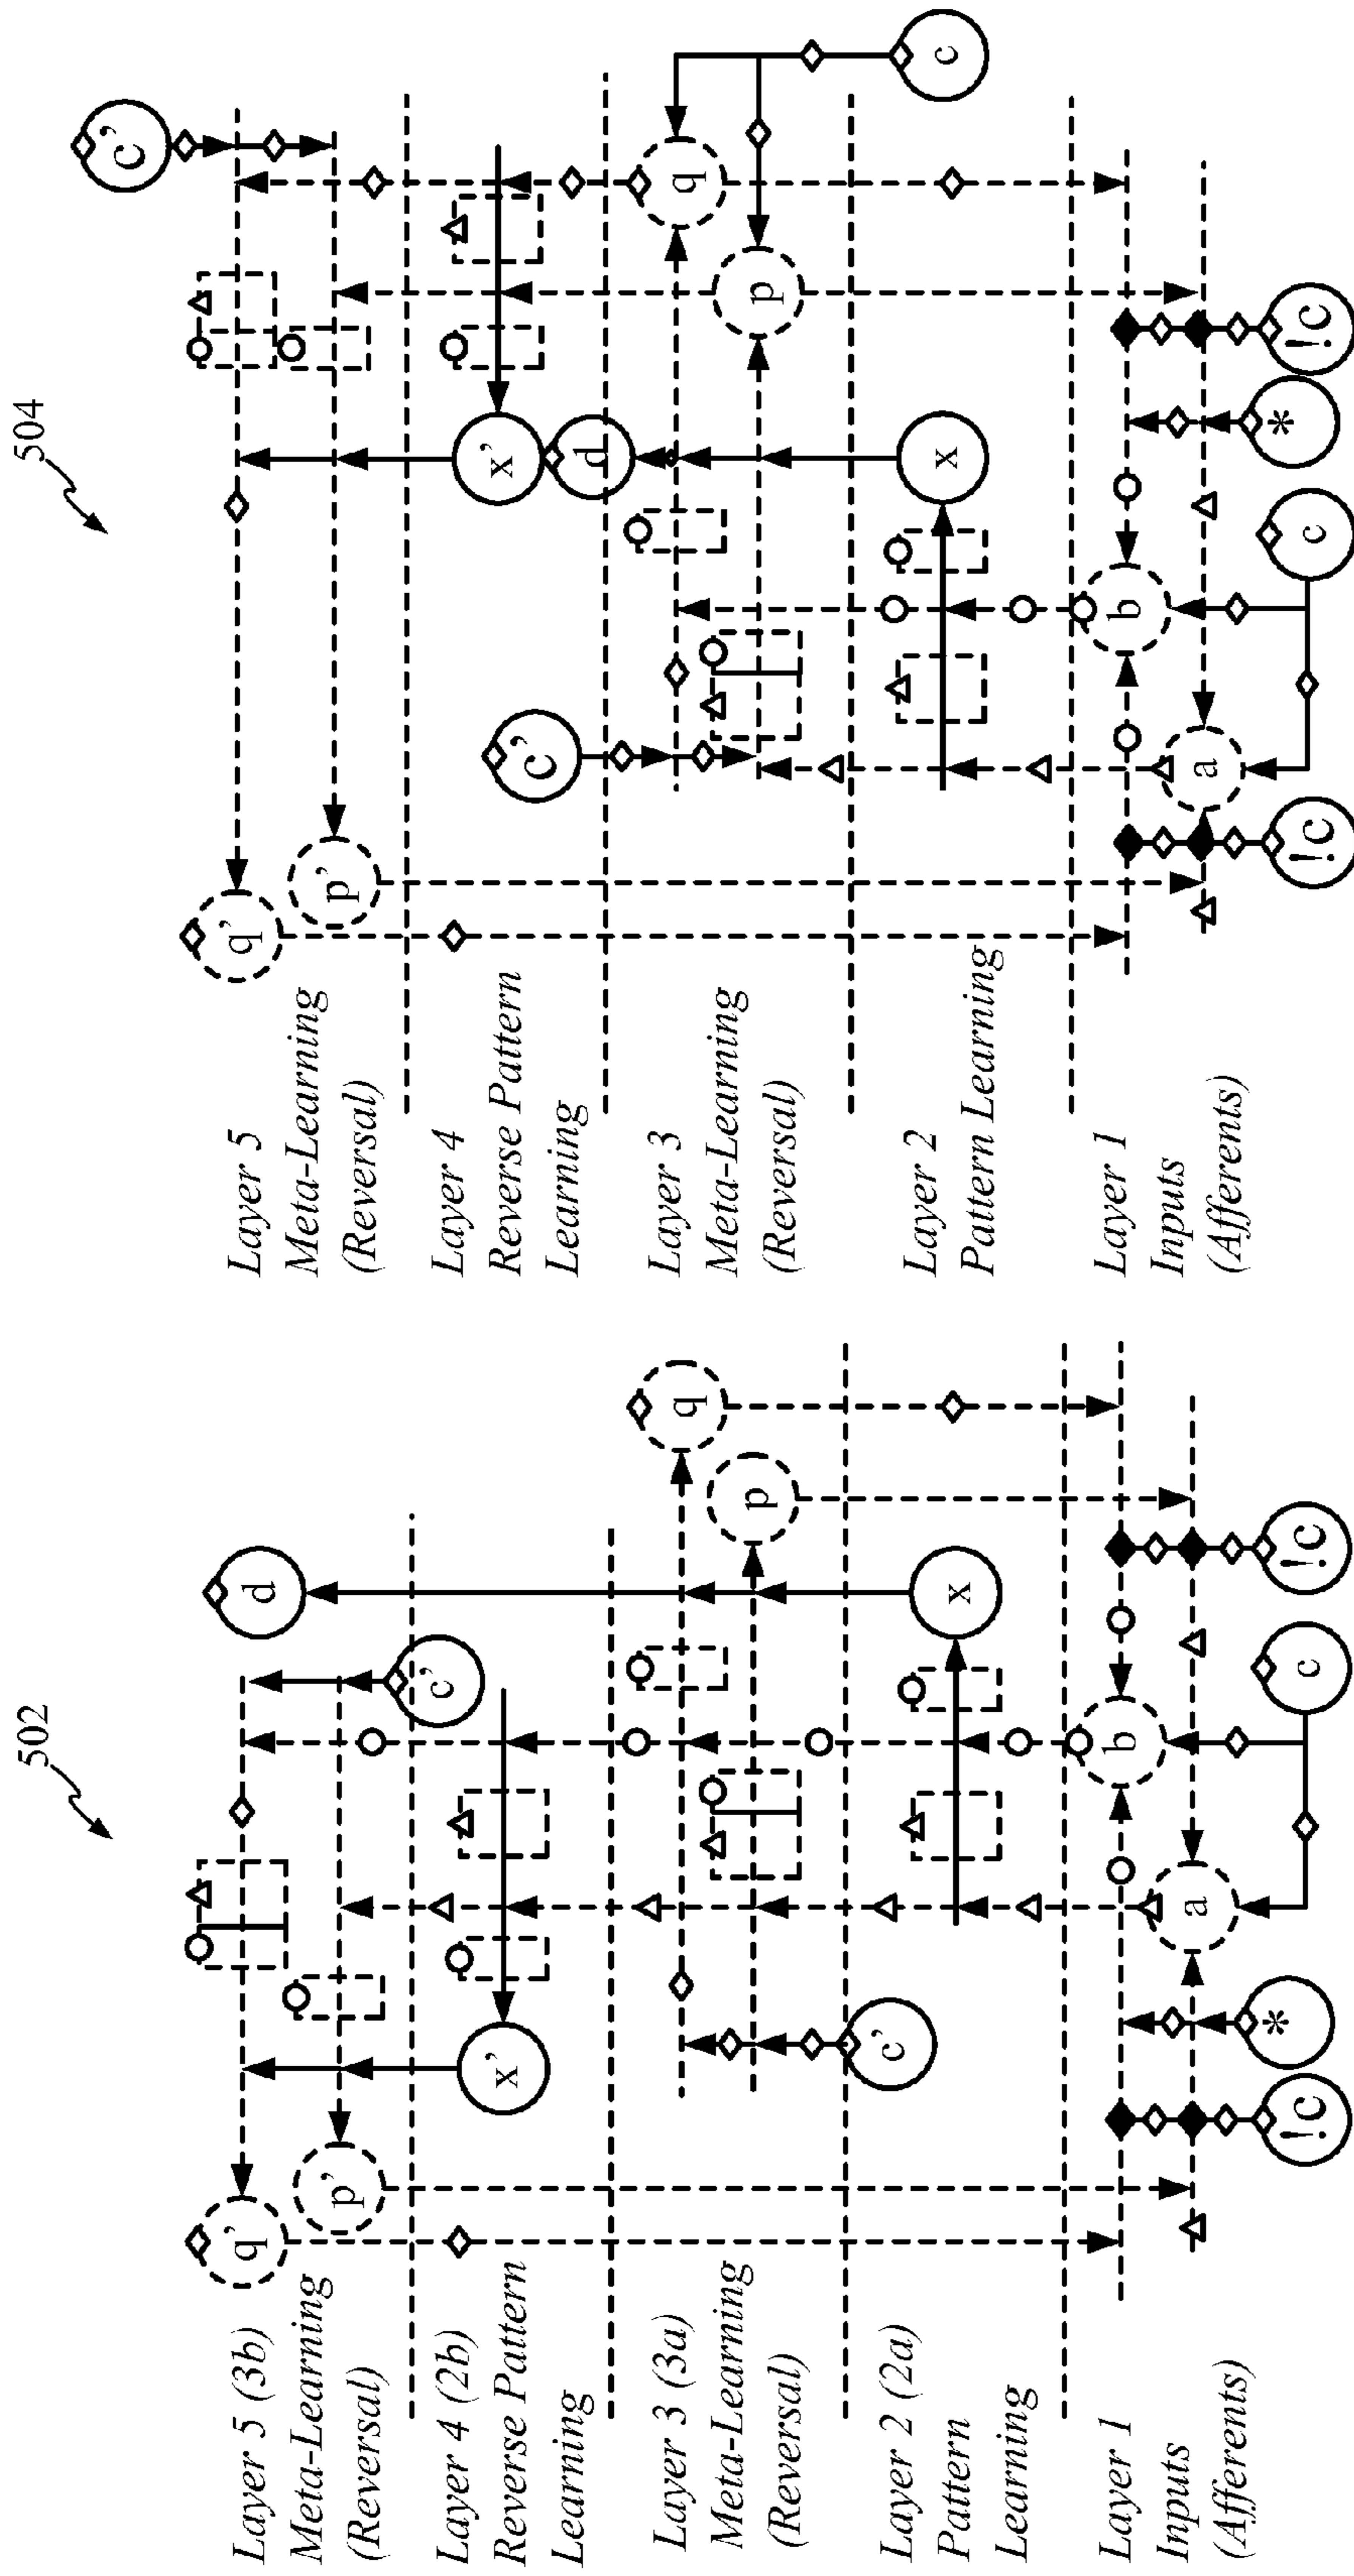 502
Layer 5 (3b)
Meta-Learning
(Reversal)
Layer 4 (2b)
Reverse Pattern
Learning
Layer 3 (3a)
Meta-Learning
(Reversal)
Layer 2 (2a)
Pattern
Learning
Layer 1
Inputs
(Afferents)
q'
p'
d
c'
x'
q
p
c'
x
b
a
!c
*
c
!c
504
Layer 5
Meta-Learning
(Reversal)
Layer 4
Reverse Pattern
Learning
Layer 3
Meta-Learning
(Reversal)
Layer 2
Pattern Learning
Layer 1
Inputs
(Afferents)
c'
q'
p'
x'
d
c'
q
p
x
c
b
a
!c
c
*
!c